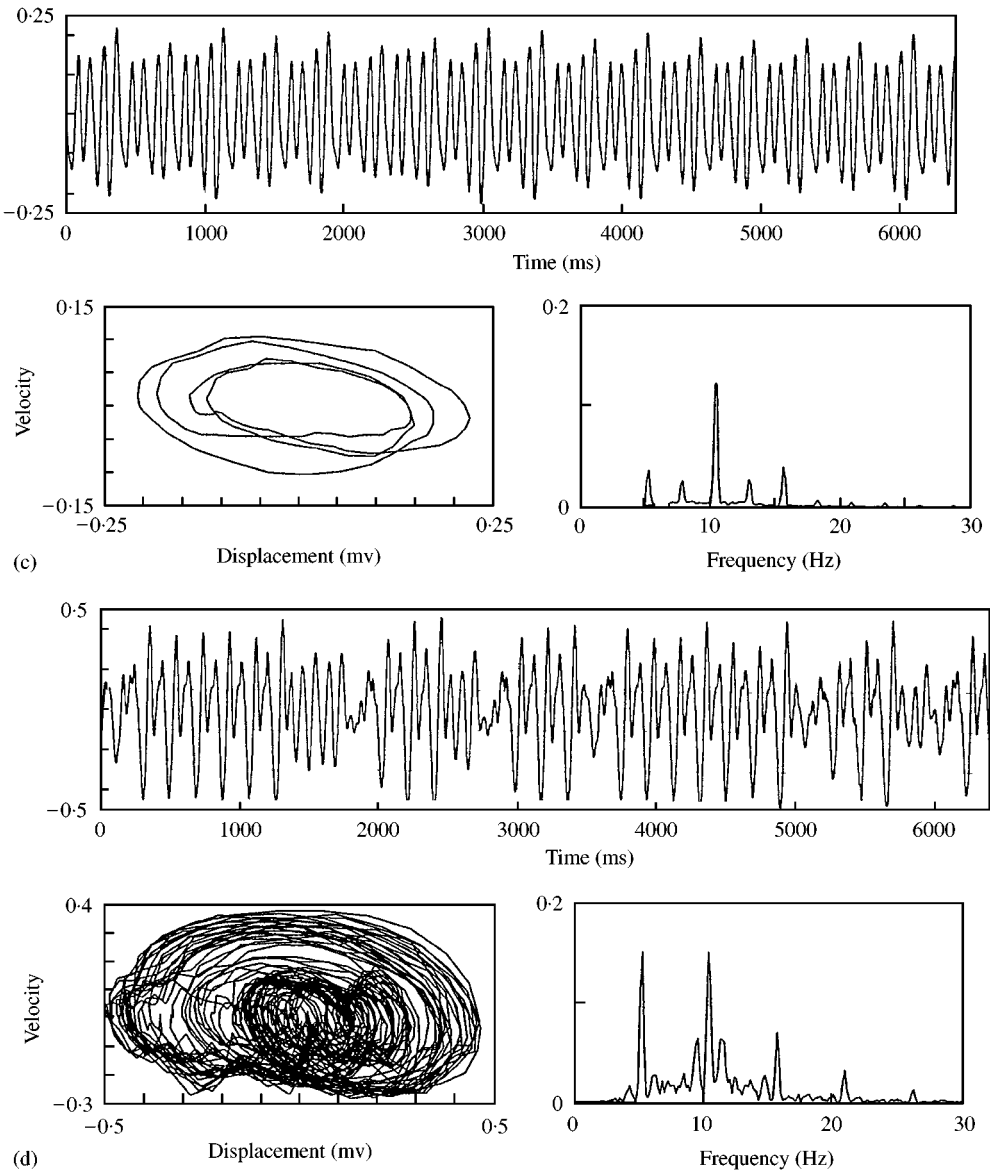 0·25
−0·25
0 1000 2000 3000 4000 5000 6000
Time (ms)
0·15
Velocity
−0·15
−0·25 0·25
Displacement (mv)
0·2
0
0 10 20 30
Frequency (Hz)
(c)
0·5
−0·5
0 1000 2000 3000 4000 5000 6000
Time (ms)
0·4
Velocity
−0·3
−0·5 0·5
Displacement (mv)
0·2
0
0 10 20 30
Frequency (Hz)
(d)